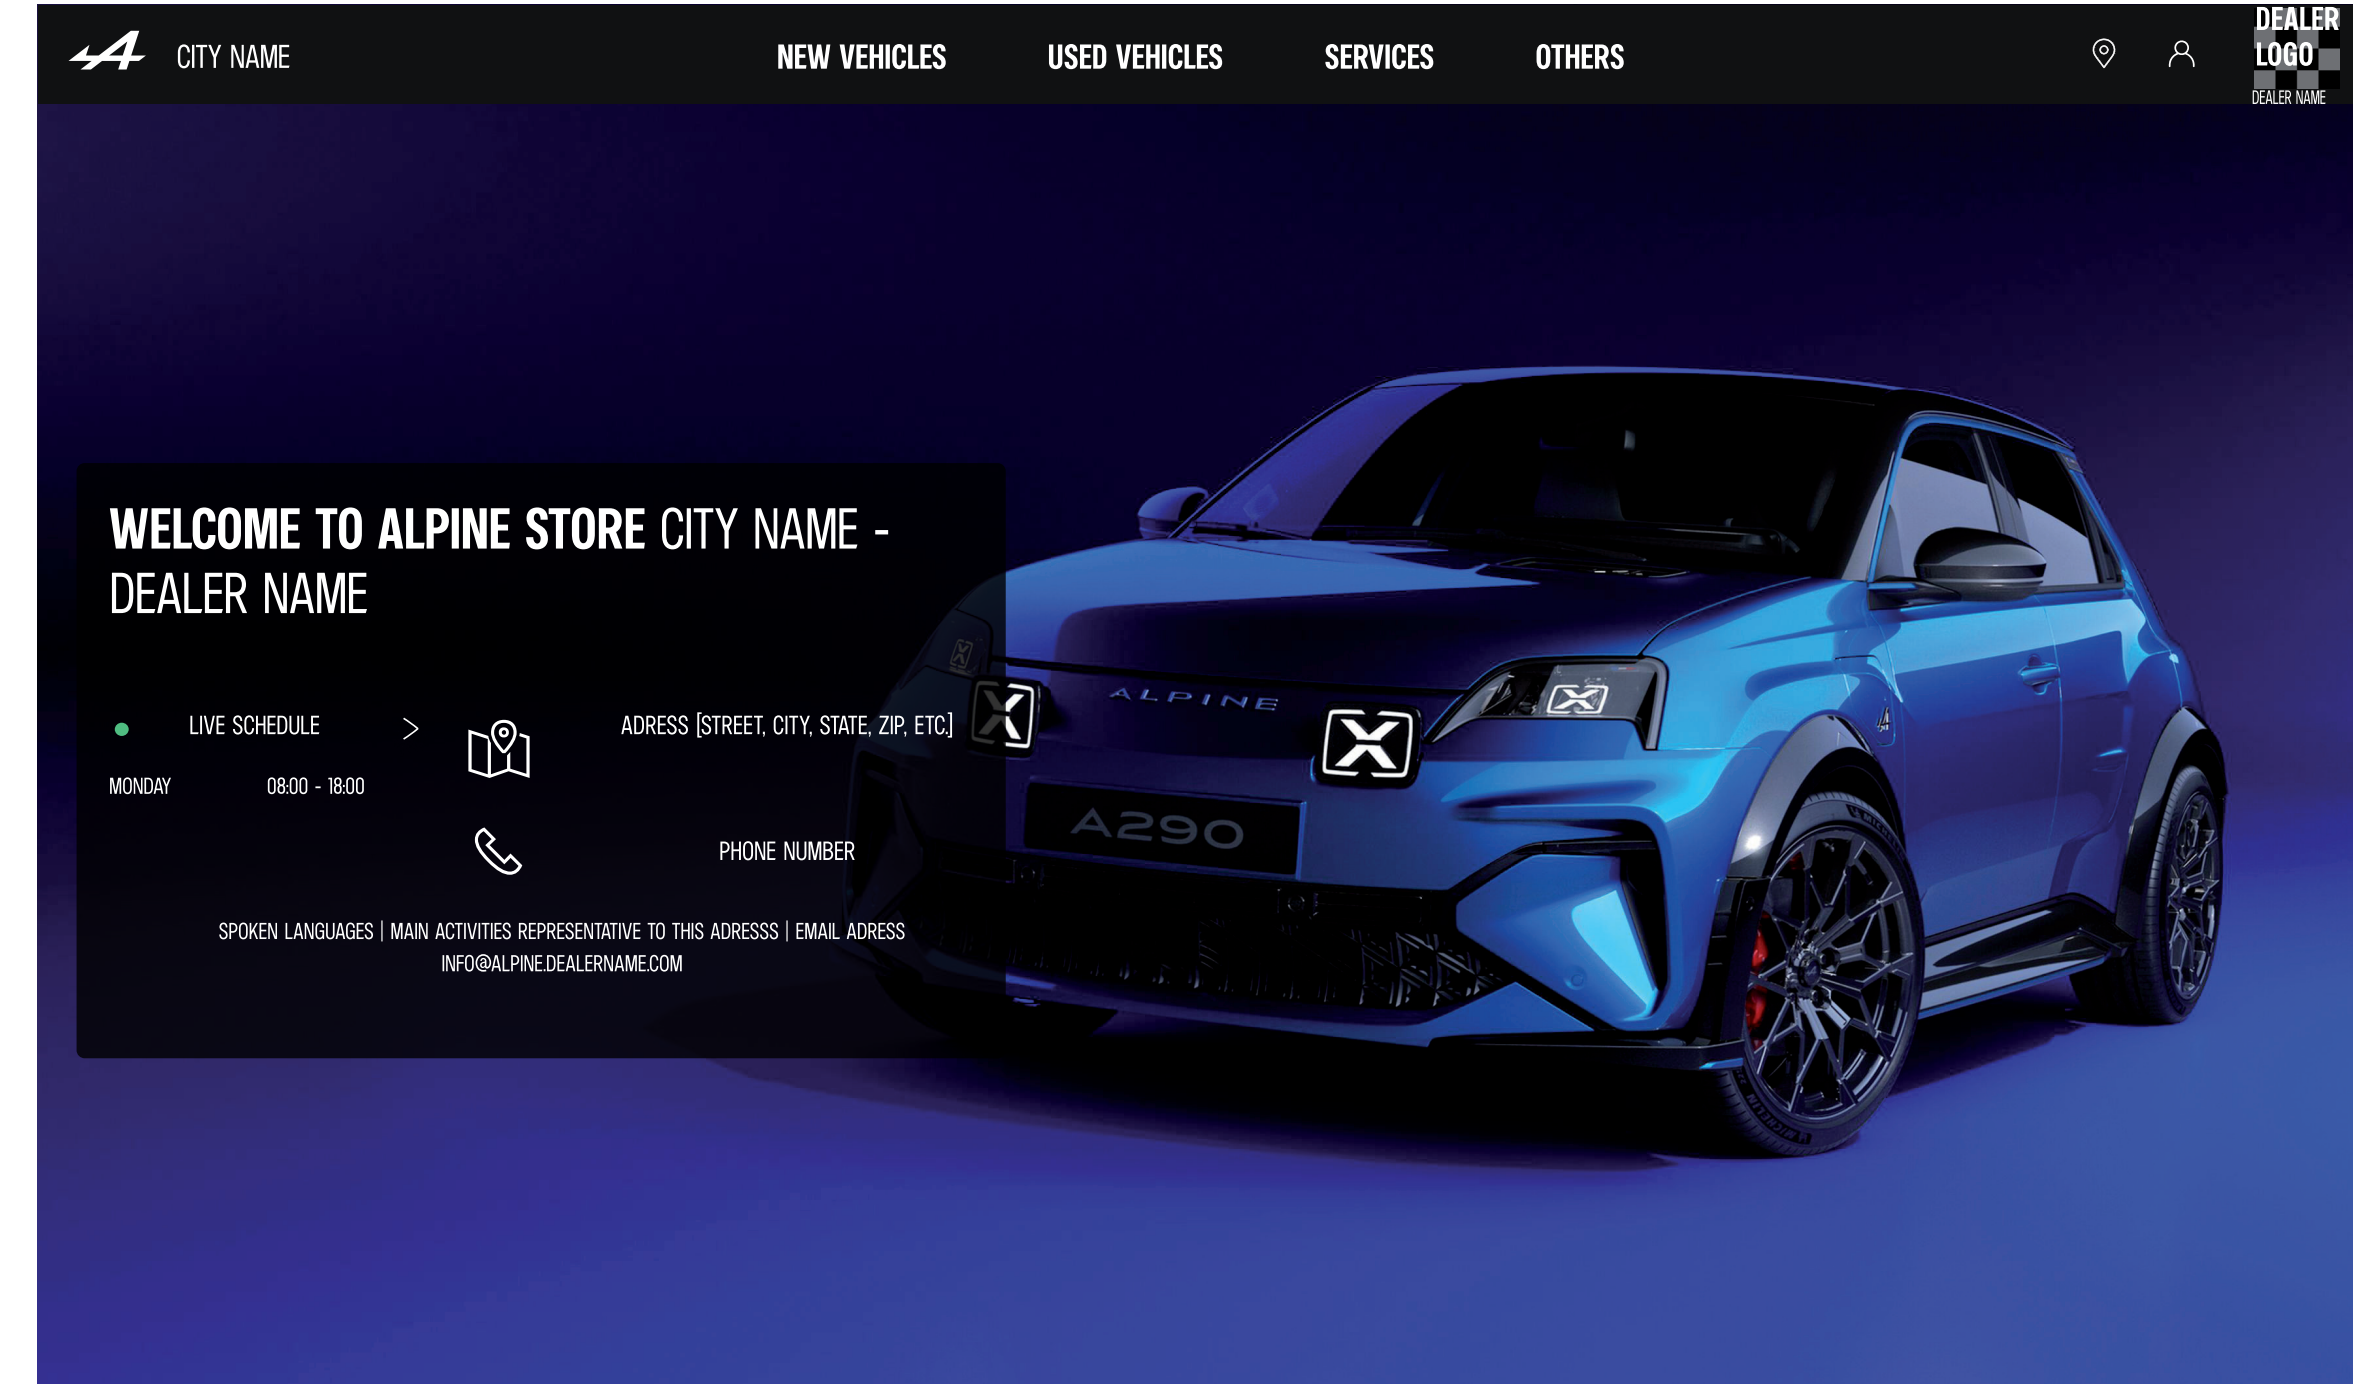 CITY NAME
NEW VEHICLES
USED VEHICLES
SERVICES
OTHERS
DEALER
LOGO
DEALER NAME
WELCOME TO ALPINE STORE CITY NAME -
DEALER NAME
LIVE SCHEDULE
ADRESS [STREET, CITY, STATE, ZIP, ETC.]
MONDAY 08:00 - 18:00
PHONE NUMBER
SPOKEN LANGUAGES | MAIN ACTIVITIES REPRESENTATIVE TO THIS ADRESSS | EMAIL ADRESS
INFO@ALPINE.DEALERNAME.COM
ALPINE
A290
MICHELIN
MICHELIN